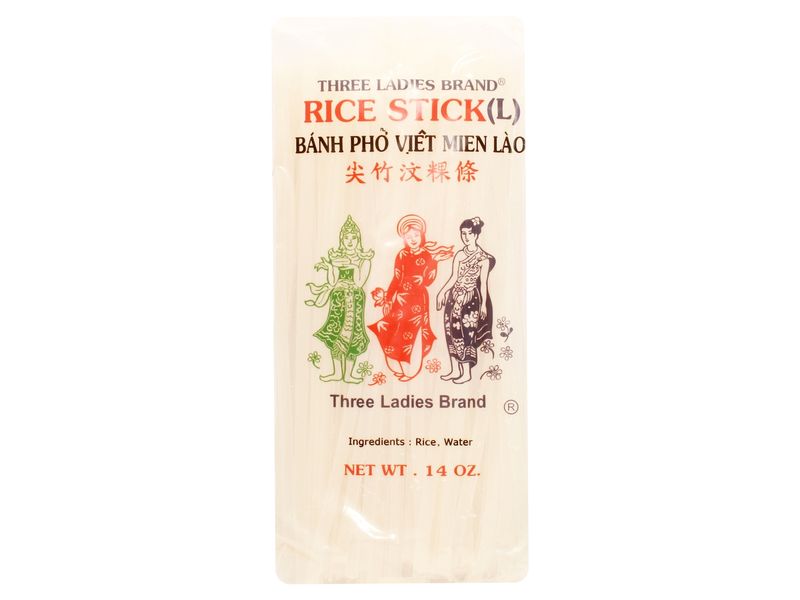 THREE LADIES BRAND®
RICE STICK(L)
BÁNH PHỞ VIẾT MIEN LÀO
尖竹汶粿條
Three Ladies Brand ®
Ingredients : Rice, Water
NET WT . 14 OZ.